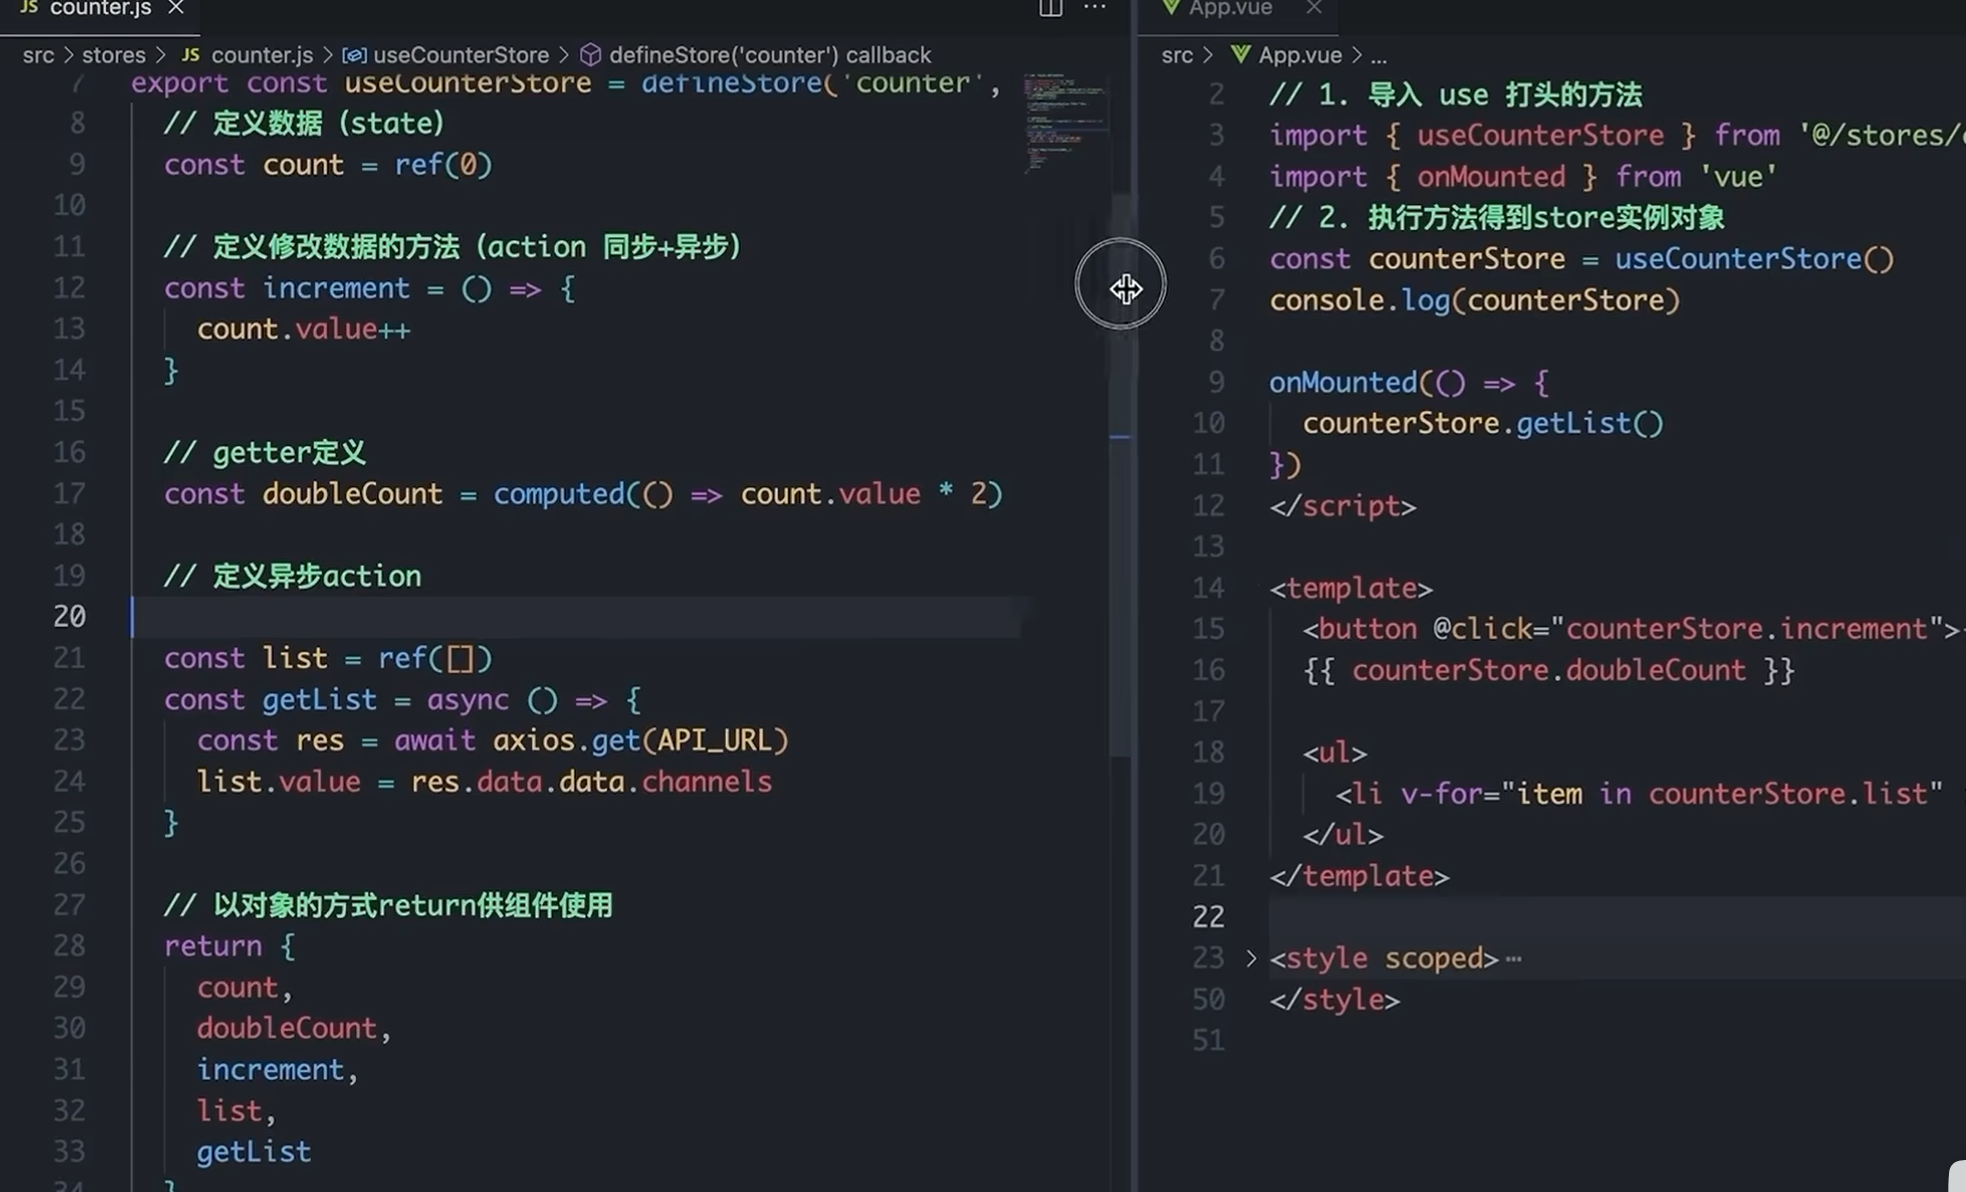 JS counter.js ×
src > stores > JS counter.js > useCounterStore > defineStore('counter') callback
7 export const useCounterStore = defineStore('counter',
8 // 定义数据（state）
9 const count = ref(0)
10
11 // 定义修改数据的方法（action 同步+异步）
12 const increment = () => {
13 count.value++
14 }
15
16 // getter定义
17 const doubleCount = computed(() => count.value * 2)
18
19 // 定义异步action
20
21 const list = ref([])
22 const getList = async () => {
23 const res = await axios.get(API_URL)
24 list.value = res.data.data.channels
25 }
26
27 // 以对象的方式return供组件使用
28 return {
29 count,
30 doubleCount,
31 increment,
32 list,
33 getList
34 }
App.vue ×
src > App.vue > ...
2 // 1. 导入 use 打头的方法
3 import { useCounterStore } from '@/stores/
4 import { onMounted } from 'vue'
5 // 2. 执行方法得到store实例对象
6 const counterStore = useCounterStore()
7 console.log(counterStore)
8
9 onMounted(() => {
10 counterStore.getList()
11 })
12 </script>
13
14 <template>
15 <button @click="counterStore.increment">
16 {{ counterStore.doubleCount }}
17
18 <ul>
19 <li v-for="item in counterStore.list"
20 </ul>
21 </template>
22
23 > <style scoped>⋯
50 </style>
51